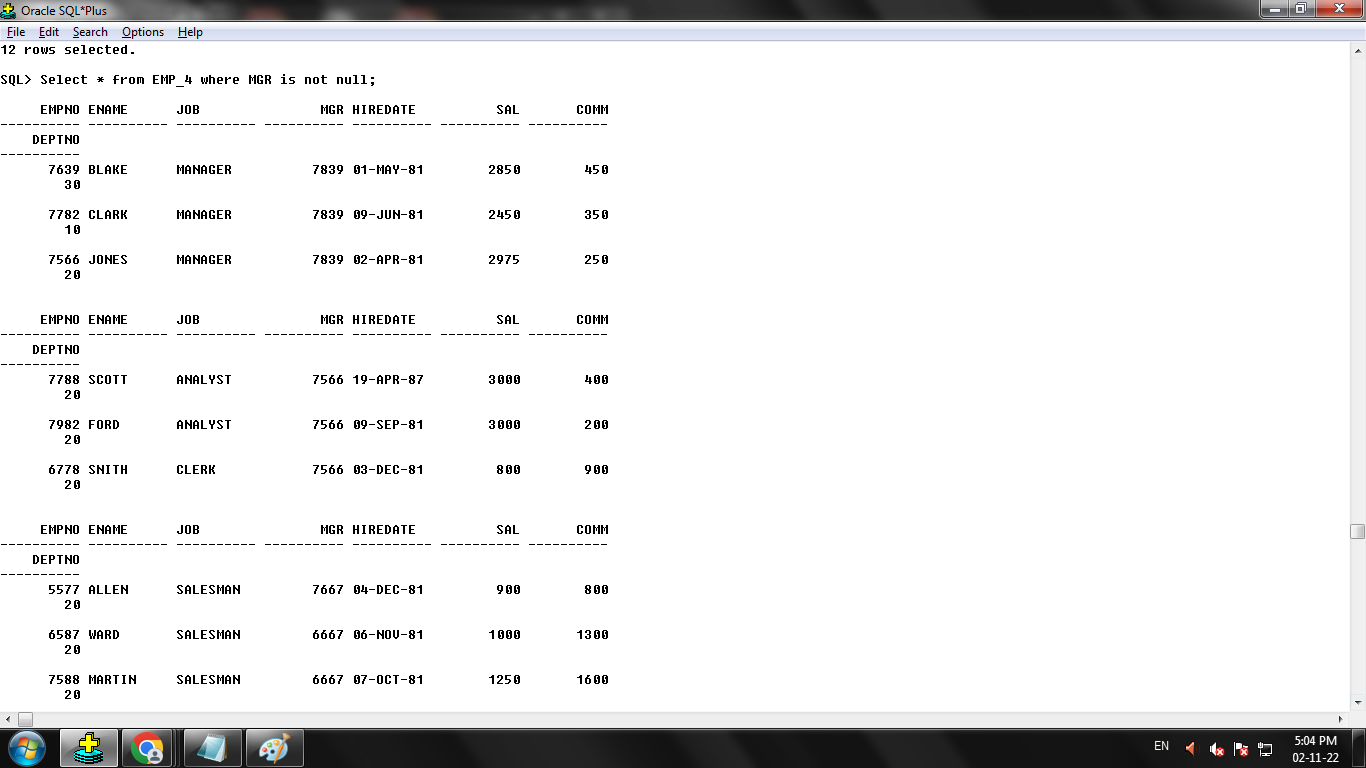 Oracle SQL*Plus
File Edit Search Options Help
12 rows selected.
SQL> Select * from EMP_4 where MGR is not null;
EMPNO ENAME JOB MGR HIREDATE SAL COMM
---------- ---------- ---------- ---------- ---------- ---------- ----------
DEPTNO
----------
7639 BLAKE MANAGER 7839 01-MAY-81 2850 450
30
7782 CLARK MANAGER 7839 09-JUN-81 2450 350
10
7566 JONES MANAGER 7839 02-APR-81 2975 250
20
EMPNO ENAME JOB MGR HIREDATE SAL COMM
---------- ---------- ---------- ---------- ---------- ---------- ----------
DEPTNO
----------
7788 SCOTT ANALYST 7566 19-APR-87 3000 400
20
7982 FORD ANALYST 7566 09-SEP-81 3000 200
20
6778 SNITH CLERK 7566 03-DEC-81 800 900
20
EMPNO ENAME JOB MGR HIREDATE SAL COMM
---------- ---------- ---------- ---------- ---------- ---------- ----------
DEPTNO
----------
5577 ALLEN SALESMAN 7667 04-DEC-81 900 800
20
6587 WARD SALESMAN 6667 06-NOV-81 1000 1300
20
7588 MARTIN SALESMAN 6667 07-OCT-81 1250 1600
20
EN
5:04 PM
02-11-22